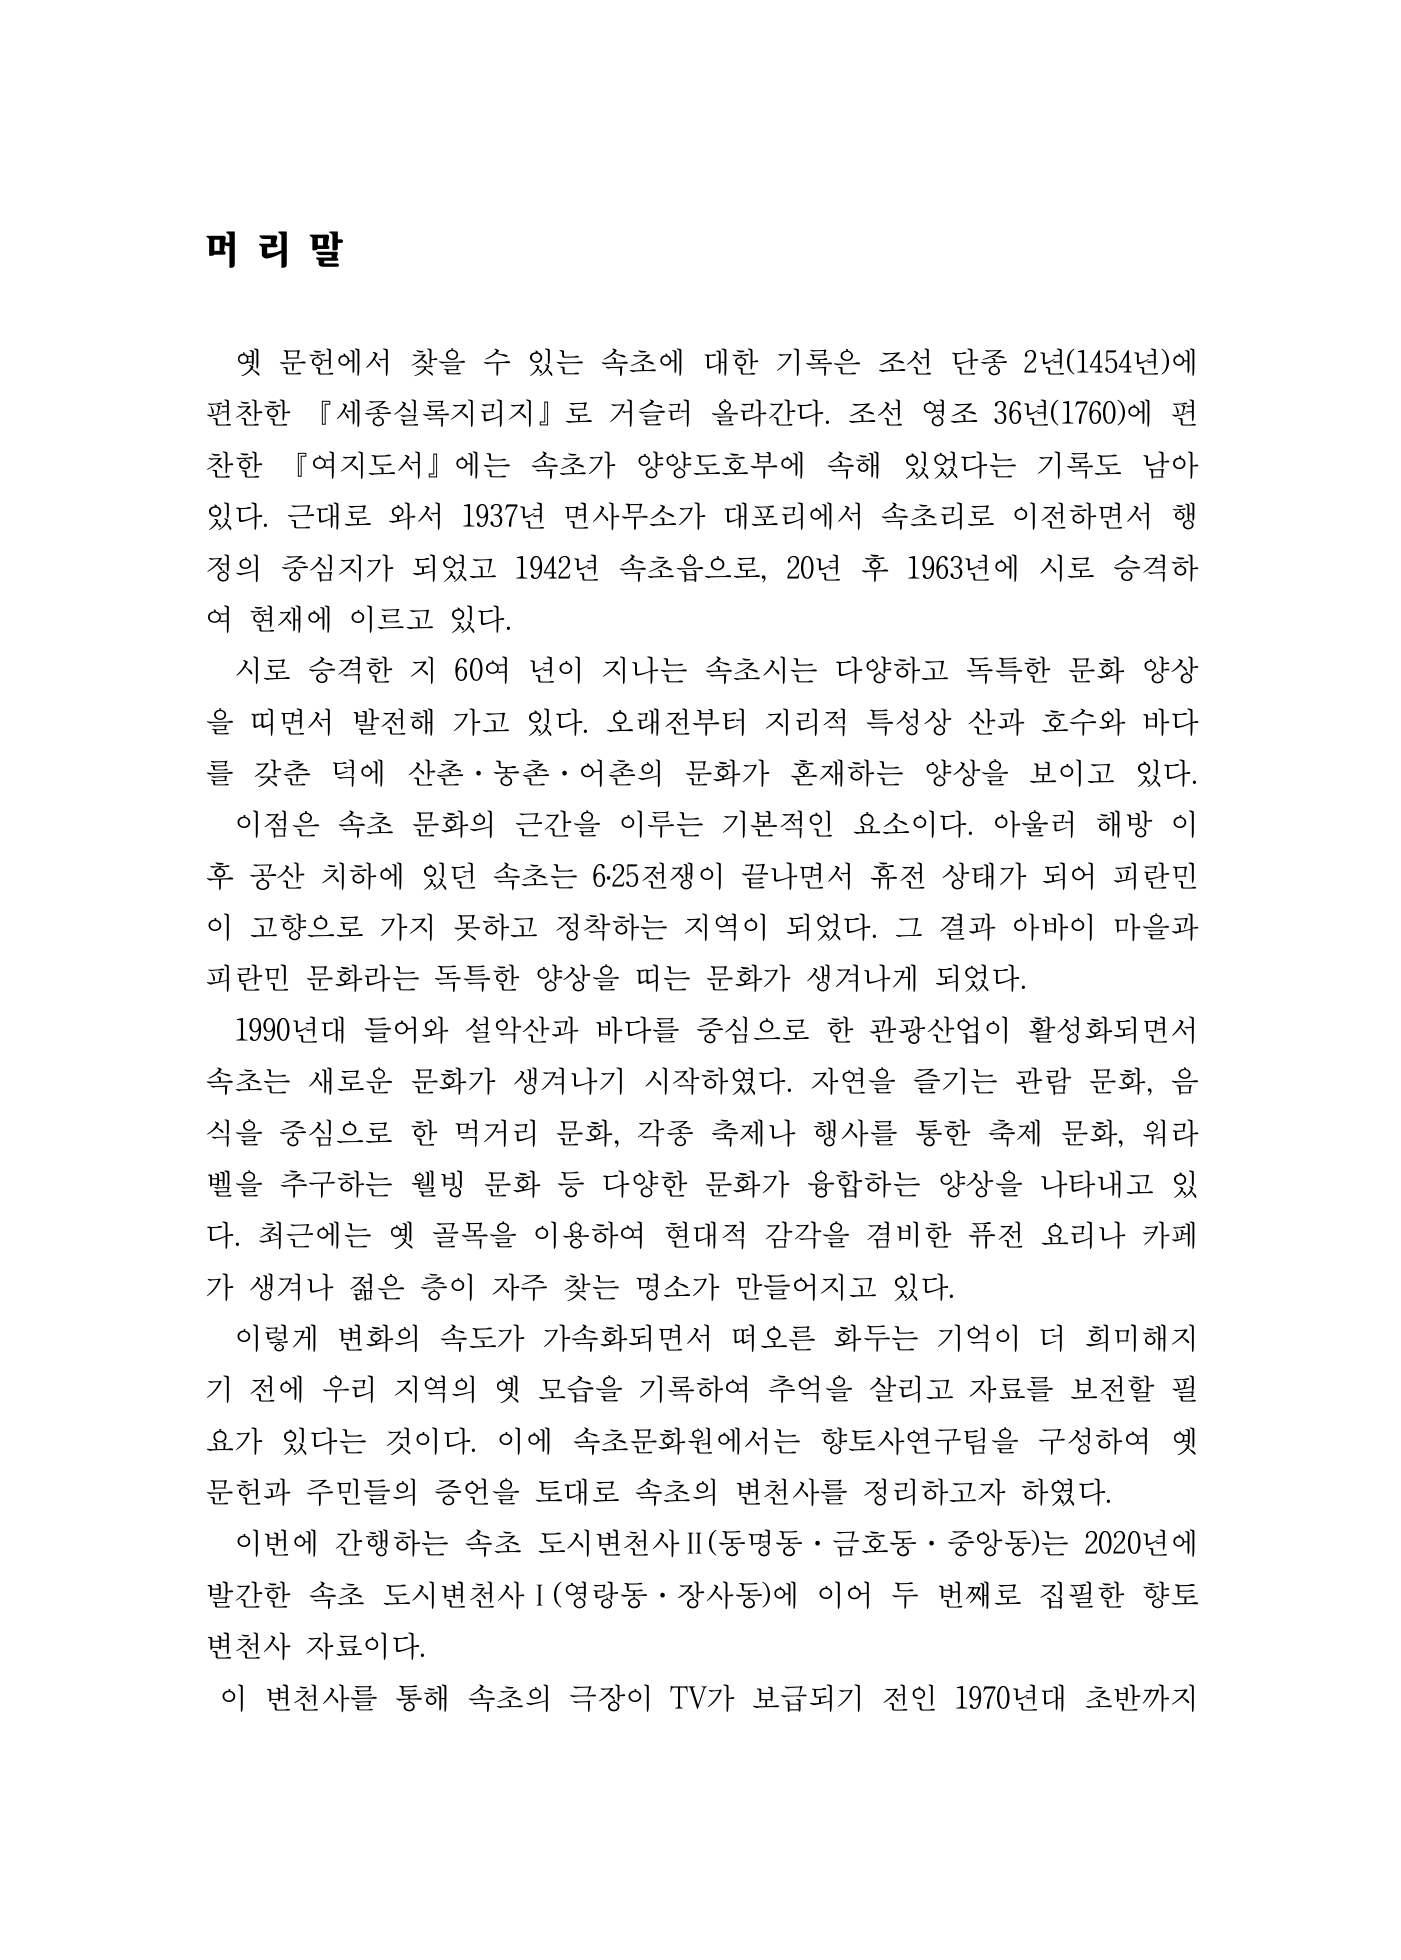 머 리 말
옛 문헌에서 찾을 수 있는 속초에 대한 기록은 조선 단종 2년(1454년)에
편찬한 『세종실록지리지』로 거슬러 올라간다. 조선 영조 36년(1760)에 편
찬한 『여지도서』에는 속초가 양양도호부에 속해 있었다는 기록도 남아
있다. 근대로 와서 1937년 면사무소가 대포리에서 속초리로 이전하면서 행
정의 중심지가 되었고 1942년 속초읍으로, 20년 후 1963년에 시로 승격하
여 현재에 이르고 있다.
시로 승격한 지 60여 년이 지나는 속초시는 다양하고 독특한 문화 양상
을 띠면서 발전해 가고 있다. 오래전부터 지리적 특성상 산과 호수와 바다
를 갖춘 덕에 산촌·농촌·어촌의 문화가 혼재하는 양상을 보이고 있다.
이점은 속초 문화의 근간을 이루는 기본적인 요소이다. 아울러 해방 이
후 공산 치하에 있던 속초는 6·25전쟁이 끝나면서 휴전 상태가 되어 피란민
이 고향으로 가지 못하고 정착하는 지역이 되었다. 그 결과 아바이 마을과
피란민 문화라는 독특한 양상을 띠는 문화가 생겨나게 되었다.
1990년대 들어와 설악산과 바다를 중심으로 한 관광산업이 활성화되면서
속초는 새로운 문화가 생겨나기 시작하였다. 자연을 즐기는 관람 문화, 음
식을 중심으로 한 먹거리 문화, 각종 축제나 행사를 통한 축제 문화, 워라
벨을 추구하는 웰빙 문화 등 다양한 문화가 융합하는 양상을 나타내고 있
다. 최근에는 옛 골목을 이용하여 현대적 감각을 겸비한 퓨전 요리나 카페
가 생겨나 젊은 층이 자주 찾는 명소가 만들어지고 있다.
이렇게 변화의 속도가 가속화되면서 떠오른 화두는 기억이 더 희미해지
기 전에 우리 지역의 옛 모습을 기록하여 추억을 살리고 자료를 보전할 필
요가 있다는 것이다. 이에 속초문화원에서는 향토사연구팀을 구성하여 옛
문헌과 주민들의 증언을 토대로 속초의 변천사를 정리하고자 하였다.
이번에 간행하는 속초 도시변천사Ⅱ(동명동·금호동·중앙동)는 2020년에
발간한 속초 도시변천사Ⅰ(영랑동·장사동)에 이어 두 번째로 집필한 향토
변천사 자료이다.
이 변천사를 통해 속초의 극장이 TV가 보급되기 전인 1970년대 초반까지